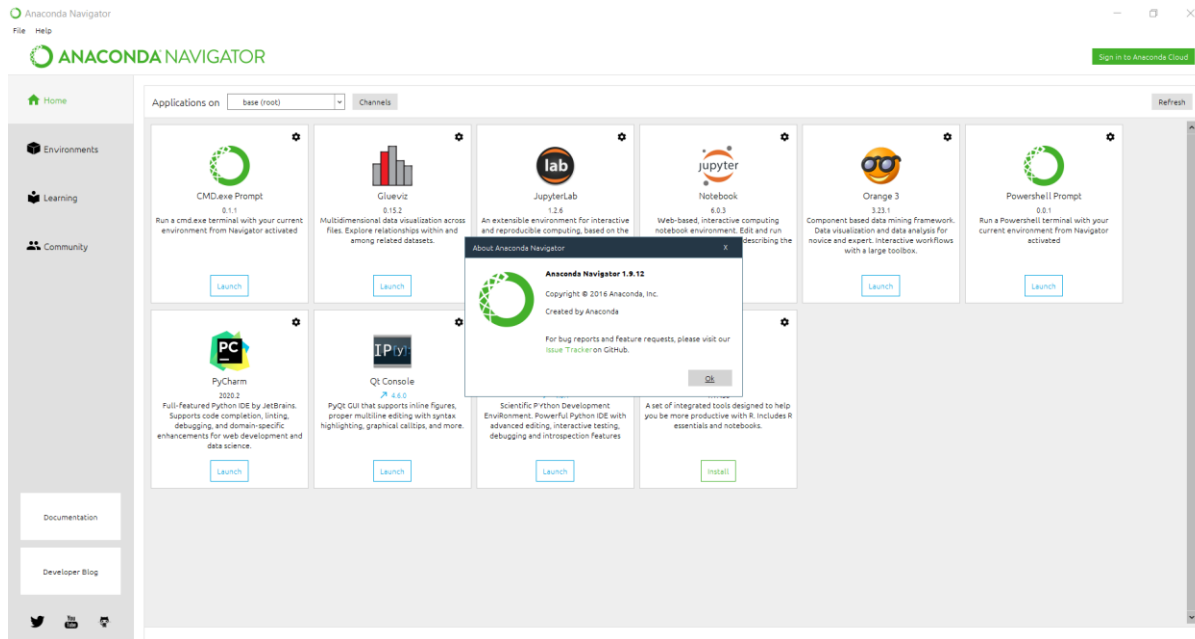 Anaconda Navigator
File Help
ANACONDA NAVIGATOR
Sign in to Anaconda Cloud
Home
Environments
Learning
Community
Documentation
Developer Blog
You
Tube
Applications on base (root) Channels
Refresh
CMD.exe Prompt
0.1.1
Run a cmd.exe terminal with your current
environment from Navigator activated
Launch
Glueviz
0.15.2
Multidimensional data visualization across
files. Explore relationships within and
among related datasets.
Launch
lab
JupyterLab
1.2.6
An extensible environment for interactive
and reproducible computing, based on the
jupyter
Notebook
6.0.3
Web-based, interactive computing
notebook environment. Edit and run
describing the
Orange 3
3.23.1
Component based data mining framework.
Data visualization and data analysis for
novice and expert. Interactive workflows
with a large toolbox.
Launch
Powershell Prompt
0.0.1
Run a Powershell terminal with your
current environment from Navigator
activated
Launch
About Anaconda Navigator X
Anaconda Navigator 1.9.12
Copyright © 2016 Anaconda, Inc.
Created by Anaconda
For bug reports and feature requests, please visit our
Issue Tracker on GitHub.
Ok
PC
PyCharm
2020.2
Full-featured Python IDE by JetBrains.
Supports code completion, linting,
debugging, and domain-specific
enhancements for web development and
data science.
Launch
IP[y]:
Qt Console
4.6.0
PyQt GUI that supports inline figures,
proper multiline editing with syntax
highlighting, graphical calltips, and more.
Launch
Scientific PYthon Development
EnviRonment. Powerful Python IDE with
advanced editing, interactive testing,
debugging and introspection features
Launch
A set of integrated tools designed to help
you be more productive with R. Includes R
essentials and notebooks.
Install